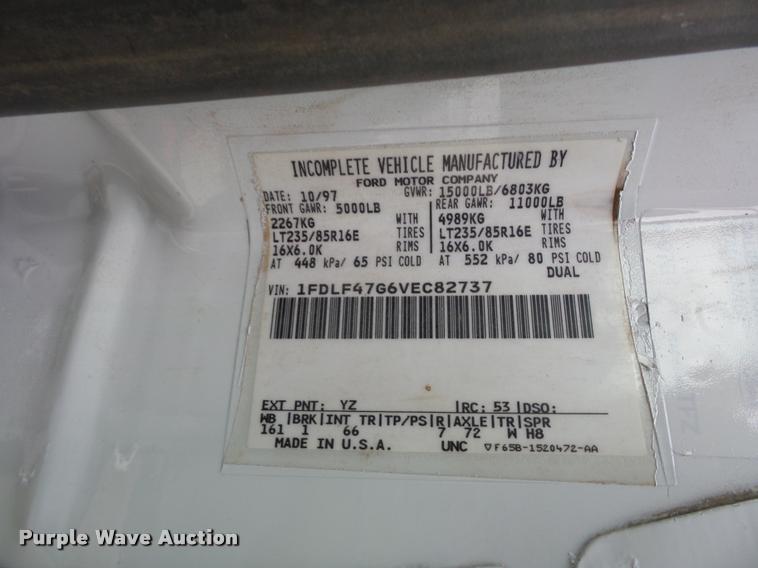 INCOMPLETE VEHICLE MANUFACTURED BY
FORD MOTOR COMPANY
DATE: 10/97 GVWR: 15000LB/6803KG
FRONT GAWR: 5000LB REAR GAWR: 11000LB
2267KG WITH 4989KG WITH
LT235/85R16E TIRES LT235/85R16E TIRES
16X6.0K RIMS 16X6.0K RIMS
AT 448 kPa/ 65 PSI COLD AT 552 kPa/ 80 PSI COLD
DUAL
VIN: 1FDLF47G6VEC82737
EXT PNT: YZ |RC: 53 |DSO:
WB |BRK|INT TR|TP/PS|R|AXLE|TR|SPR
161 1 66 7 72 W H8
MADE IN U.S.A. UNC ▽F65B-1520472-AA
TFZ
Purple Wave Auction